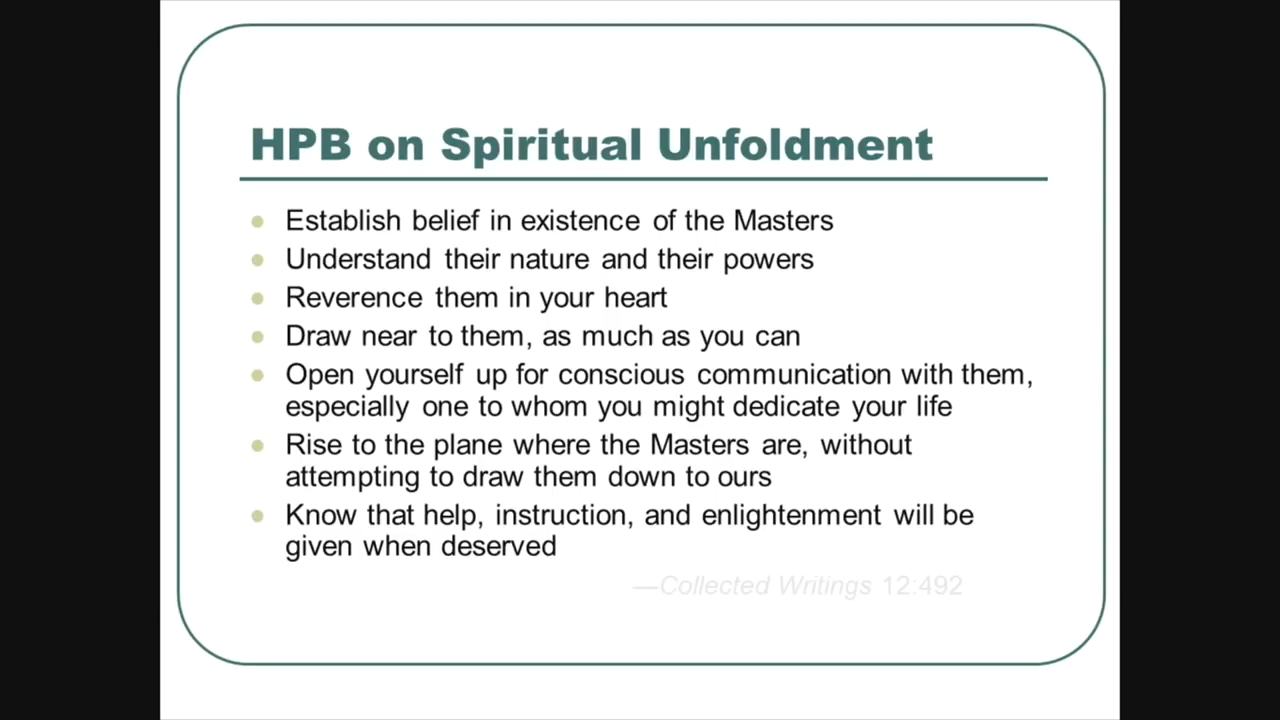 HPB on Spiritual Unfoldment
Establish belief in existence of the Masters
Understand their nature and their powers
Reverence them in your heart
Draw near to them, as much as you can
Open yourself up for conscious communication with them,
especially one to whom you might dedicate your life
Rise to the plane where the Masters are, without
attempting to draw them down to ours
Know that help, instruction, and enlightenment will be
given when deserved
—Collected Writings 12:492